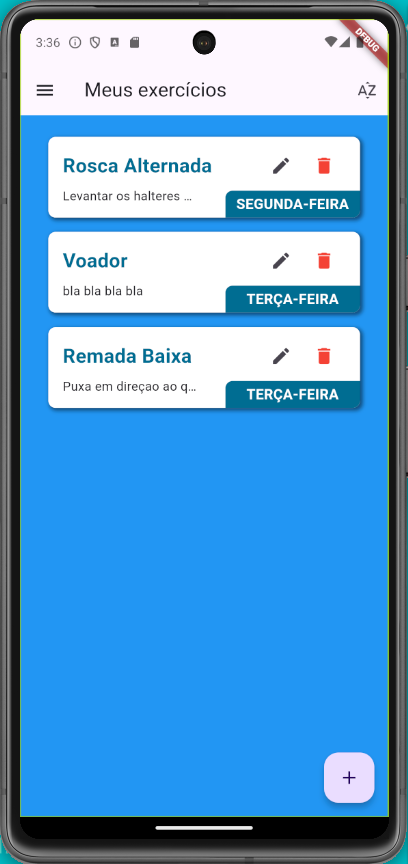 3:36
DEBUG
Meus exercícios
AZ
Rosca Alternada
Levantar os halteres ...
SEGUNDA-FEIRA
Voador
bla bla bla bla
TERÇA-FEIRA
Remada Baixa
Puxa em direçao ao q...
TERÇA-FEIRA